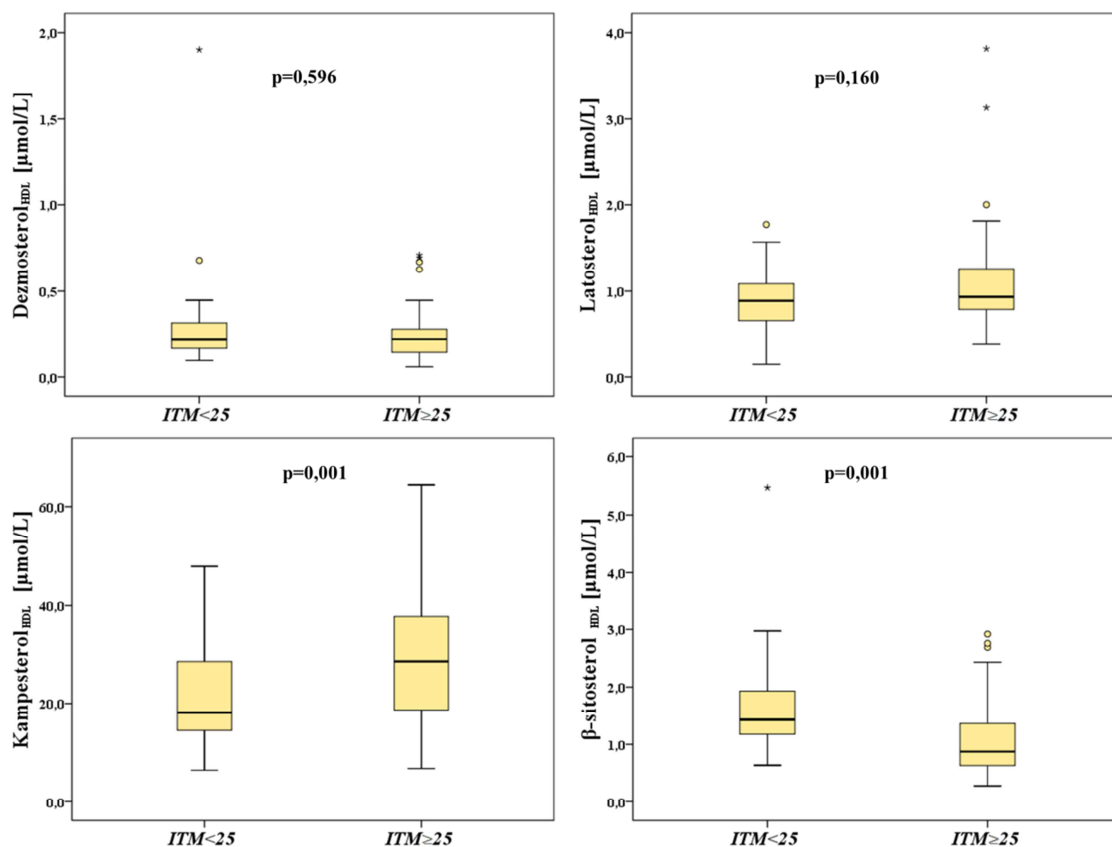 Dezmosterol HDL [μmol/L]
2,0
1,5
1,0
0,5
0,0
p=0,596
ITM<25
ITM≥25
Latosterol HDL [μmol/L]
4,0
3,0
2,0
1,0
0,0
p=0,160
ITM<25
ITM≥25
Kampesterol HDL [μmol/L]
60,0
40,0
20,0
0,0
p=0,001
ITM<25
ITM≥25
β-sitosterol HDL [μmol/L]
6,0
5,0
4,0
3,0
2,0
1,0
0,0
p=0,001
ITM<25
ITM≥25